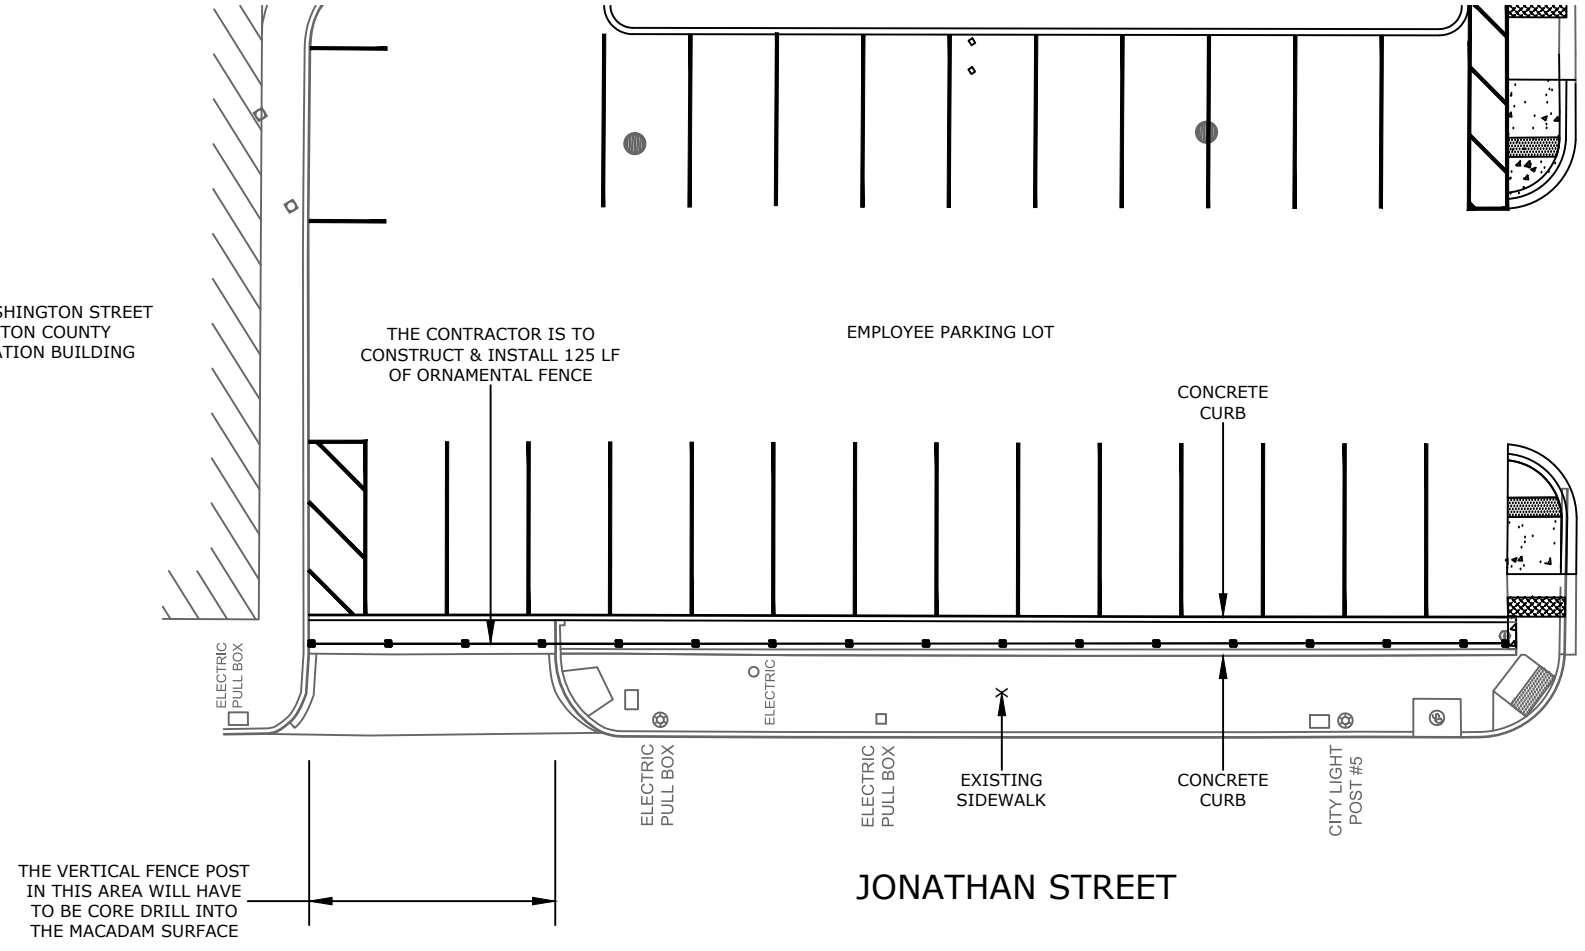 SHINGTON STREET
TON COUNTY
ATION BUILDING
THE CONTRACTOR IS TO
CONSTRUCT & INSTALL 125 LF
OF ORNAMENTAL FENCE
EMPLOYEE PARKING LOT
CONCRETE
CURB
ELECTRIC
PULL BOX
ELECTRIC
ELECTRIC
PULL BOX
ELECTRIC
PULL BOX
EXISTING
SIDEWALK
CONCRETE
CURB
CITY LIGHT
POST #5
THE VERTICAL FENCE POST
IN THIS AREA WILL HAVE
TO BE CORE DRILL INTO
THE MACADAM SURFACE
JONATHAN STREET